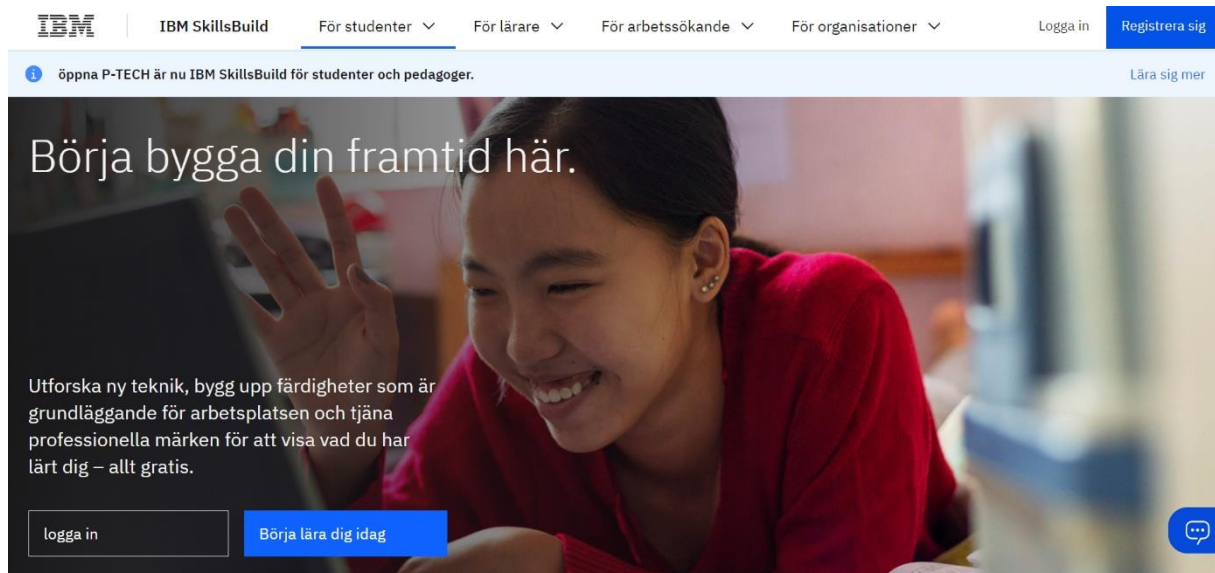 IBM IBM SkillsBuild För studenter För lärare För arbetssökande För organisationer Logga in Registrera sig
öppna P-TECH är nu IBM SkillsBuild för studenter och pedagoger. Lära sig mer
Börja bygga din framtid här.
Utforska ny teknik, bygg upp färdigheter som är
grundläggande för arbetsplatsen och tjäna
professionella märken för att visa vad du har
lärt dig – allt gratis.
logga in Börja lära dig idag